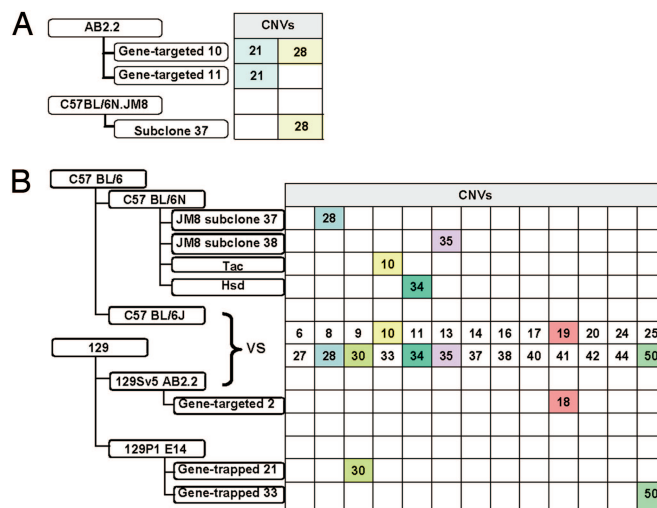 A
AB2.2
CNVs
Gene-targeted 10 21 28
Gene-targeted 11 21
C57BL/6N.JM8
Subclone 37 28
B
C57 BL/6
C57 BL/6N
CNVs
JM8 subclone 37 28
JM8 subclone 38 35
Tac 10
Hsd 34
C57 BL/6J
6 8 9 10 11 13 14 16 17 19 20 24 25
VS
129
27 28 30 33 34 35 37 38 40 41 42 44 50
129Sv5 AB2.2
Gene-targeted 2 18
129P1 E14
Gene-trapped 21 30
Gene-trapped 33 50